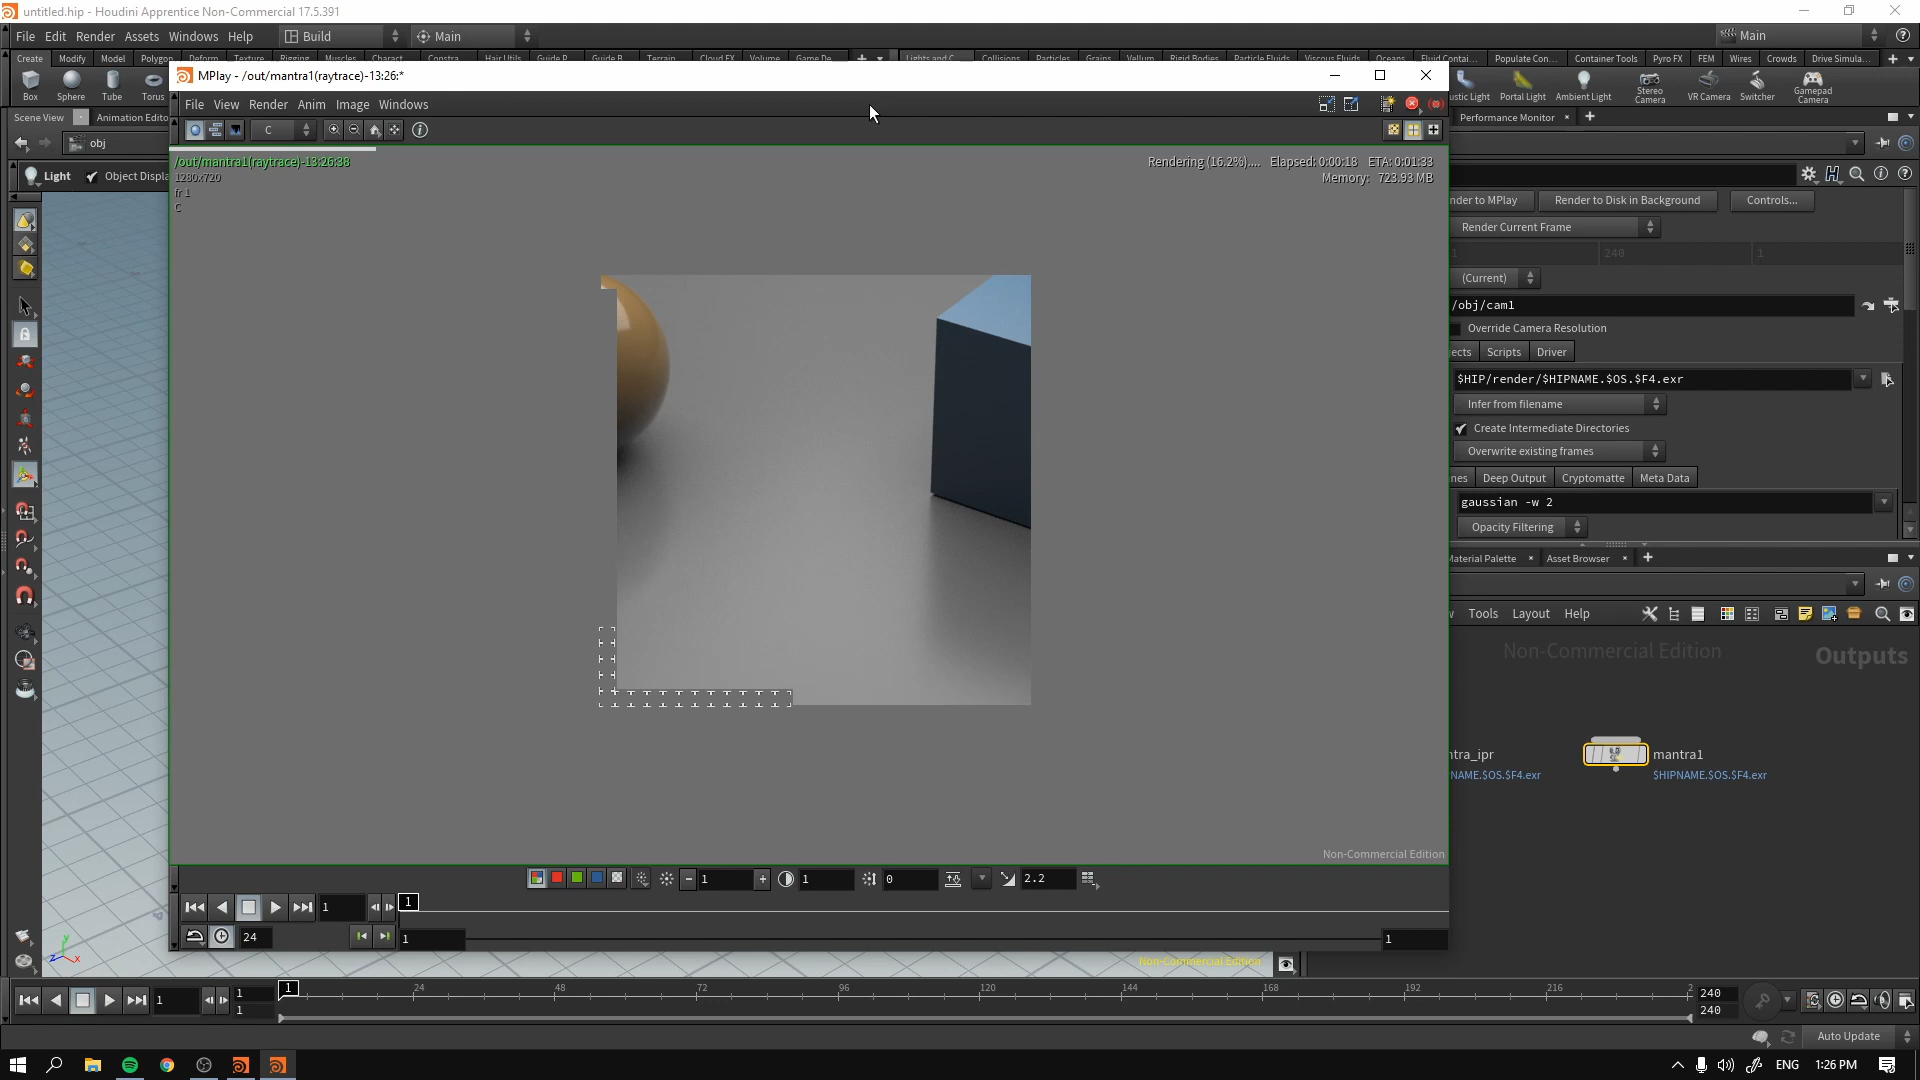 untitled.hip - Houdini Apprentice Non-Commercial 17.5.391
File Edit Render Assets Windows Help Build Main Main
Create Modify Model Polygon Deform Texture Rigging Muscles Charact... Constra... Hair Utils Guide P... Guide B... Terrain... Cloud FX Volume Game De... Lights and C... Collisions Particles Grains Vellum Rigid Bodies Particle Fluids Viscous Fluids Oceans Fluid Contai... Populate Con... Container Tools Pyro FX FEM Wires Crowds Drive Simula...
MPlay - /out/mantra1(raytrace)-13:26:*
Box Sphere Tube Torus
stic Light Portal Light Ambient Light Stereo Camera VR Camera Switcher Gamepad Camera
File View Render Anim Image Windows
Scene View Animation Edito
Performance Monitor
C
obj
/out/mantra1(raytrace)-13:26:38
Rendering (16.2%).... Elapsed: 0:00:18 ETA: 0:01:33
1280x720
Memory: 723.93 MB
fr 1
C
Light Object Displa
nder to MPlay Render to Disk in Background Controls...
Render Current Frame
1 240 1
(Current)
/obj/cam1
Override Camera Resolution
ects Scripts Driver
$HIP/render/$HIPNAME.$OS.$F4.exr
Infer from filename
Create Intermediate Directories
Overwrite existing frames
nes Deep Output Cryptomatte Meta Data
gaussian -w 2
Opacity Filtering
Material Palette Asset Browser
w Tools Layout Help
Non-Commercial Edition Outputs
ntra_ipr mantra1
NAME.$OS.$F4.exr $HIPNAME.$OS.$F4.exr
Non-Commercial Edition
1 1 0 2.2
1 1
24 1 1
Non-Commercial Edition
1 1 1 24 48 72 96 120 144 168 192 216 2 240
1 240
Auto Update
ENG 1:26 PM